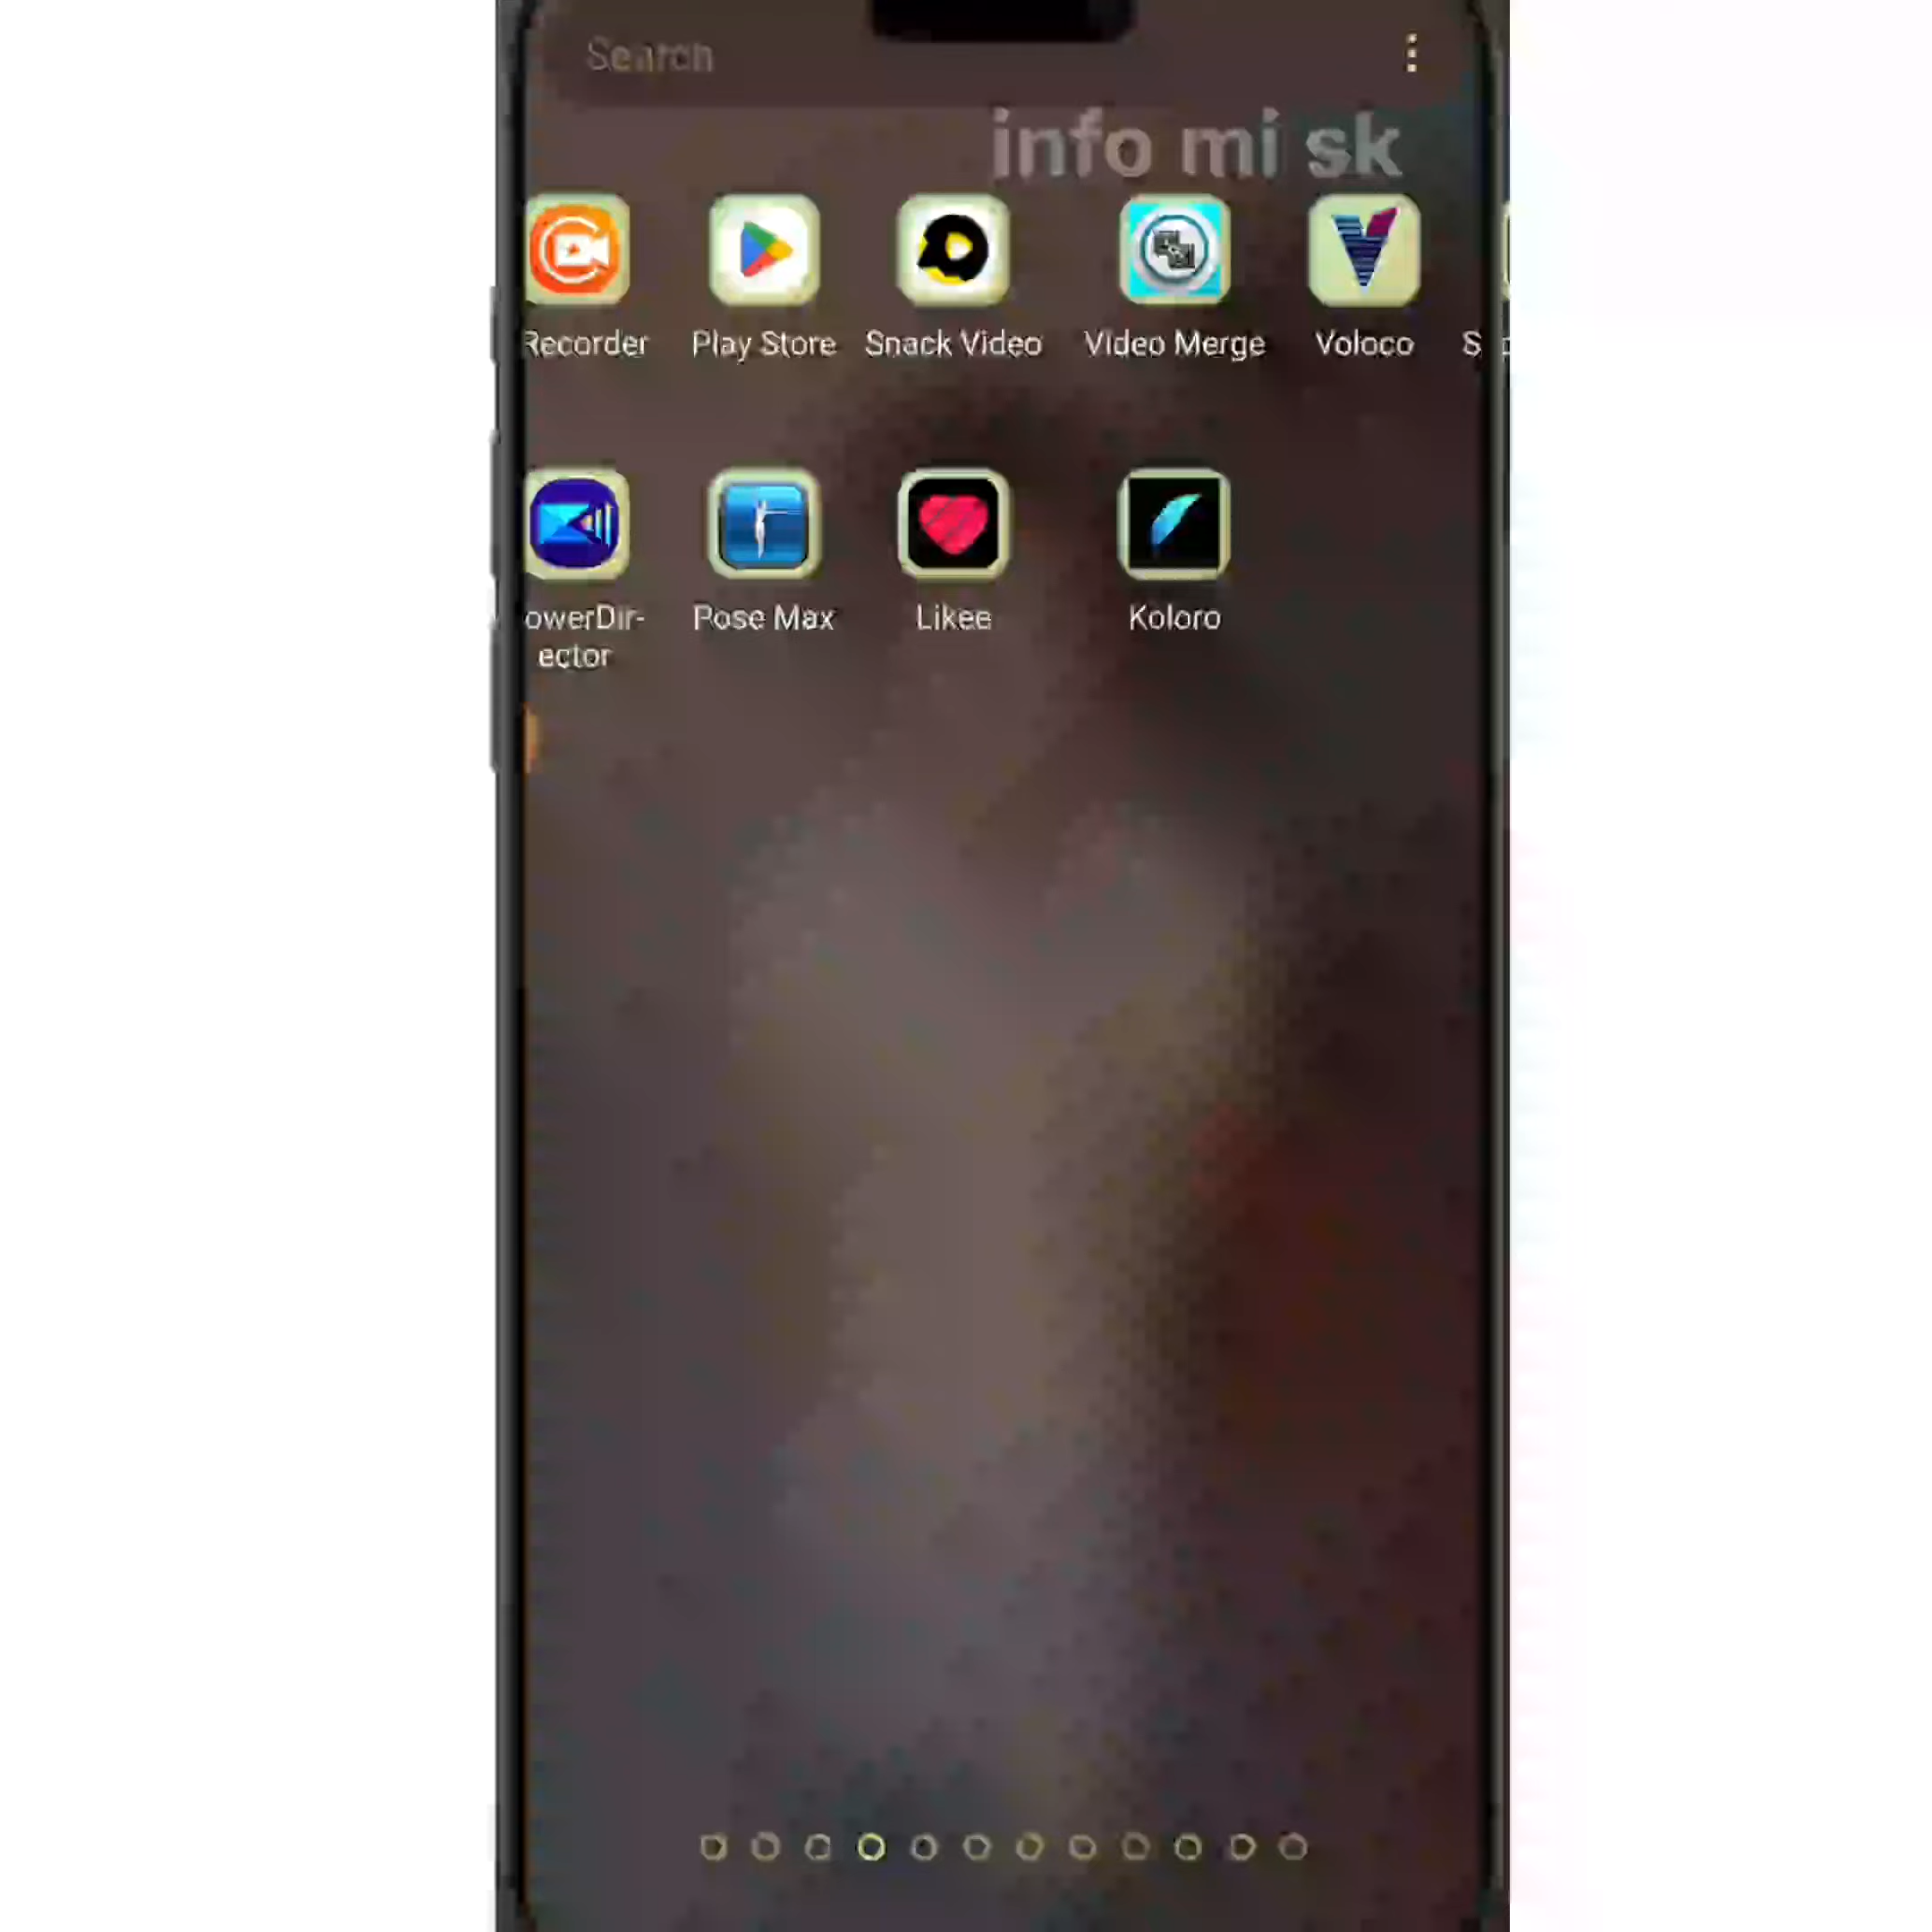 Search
info mi sk
Recorder Play Store Snack Video Video Merge Voloco
owerDir- Pose Max Likee Koloro
ector